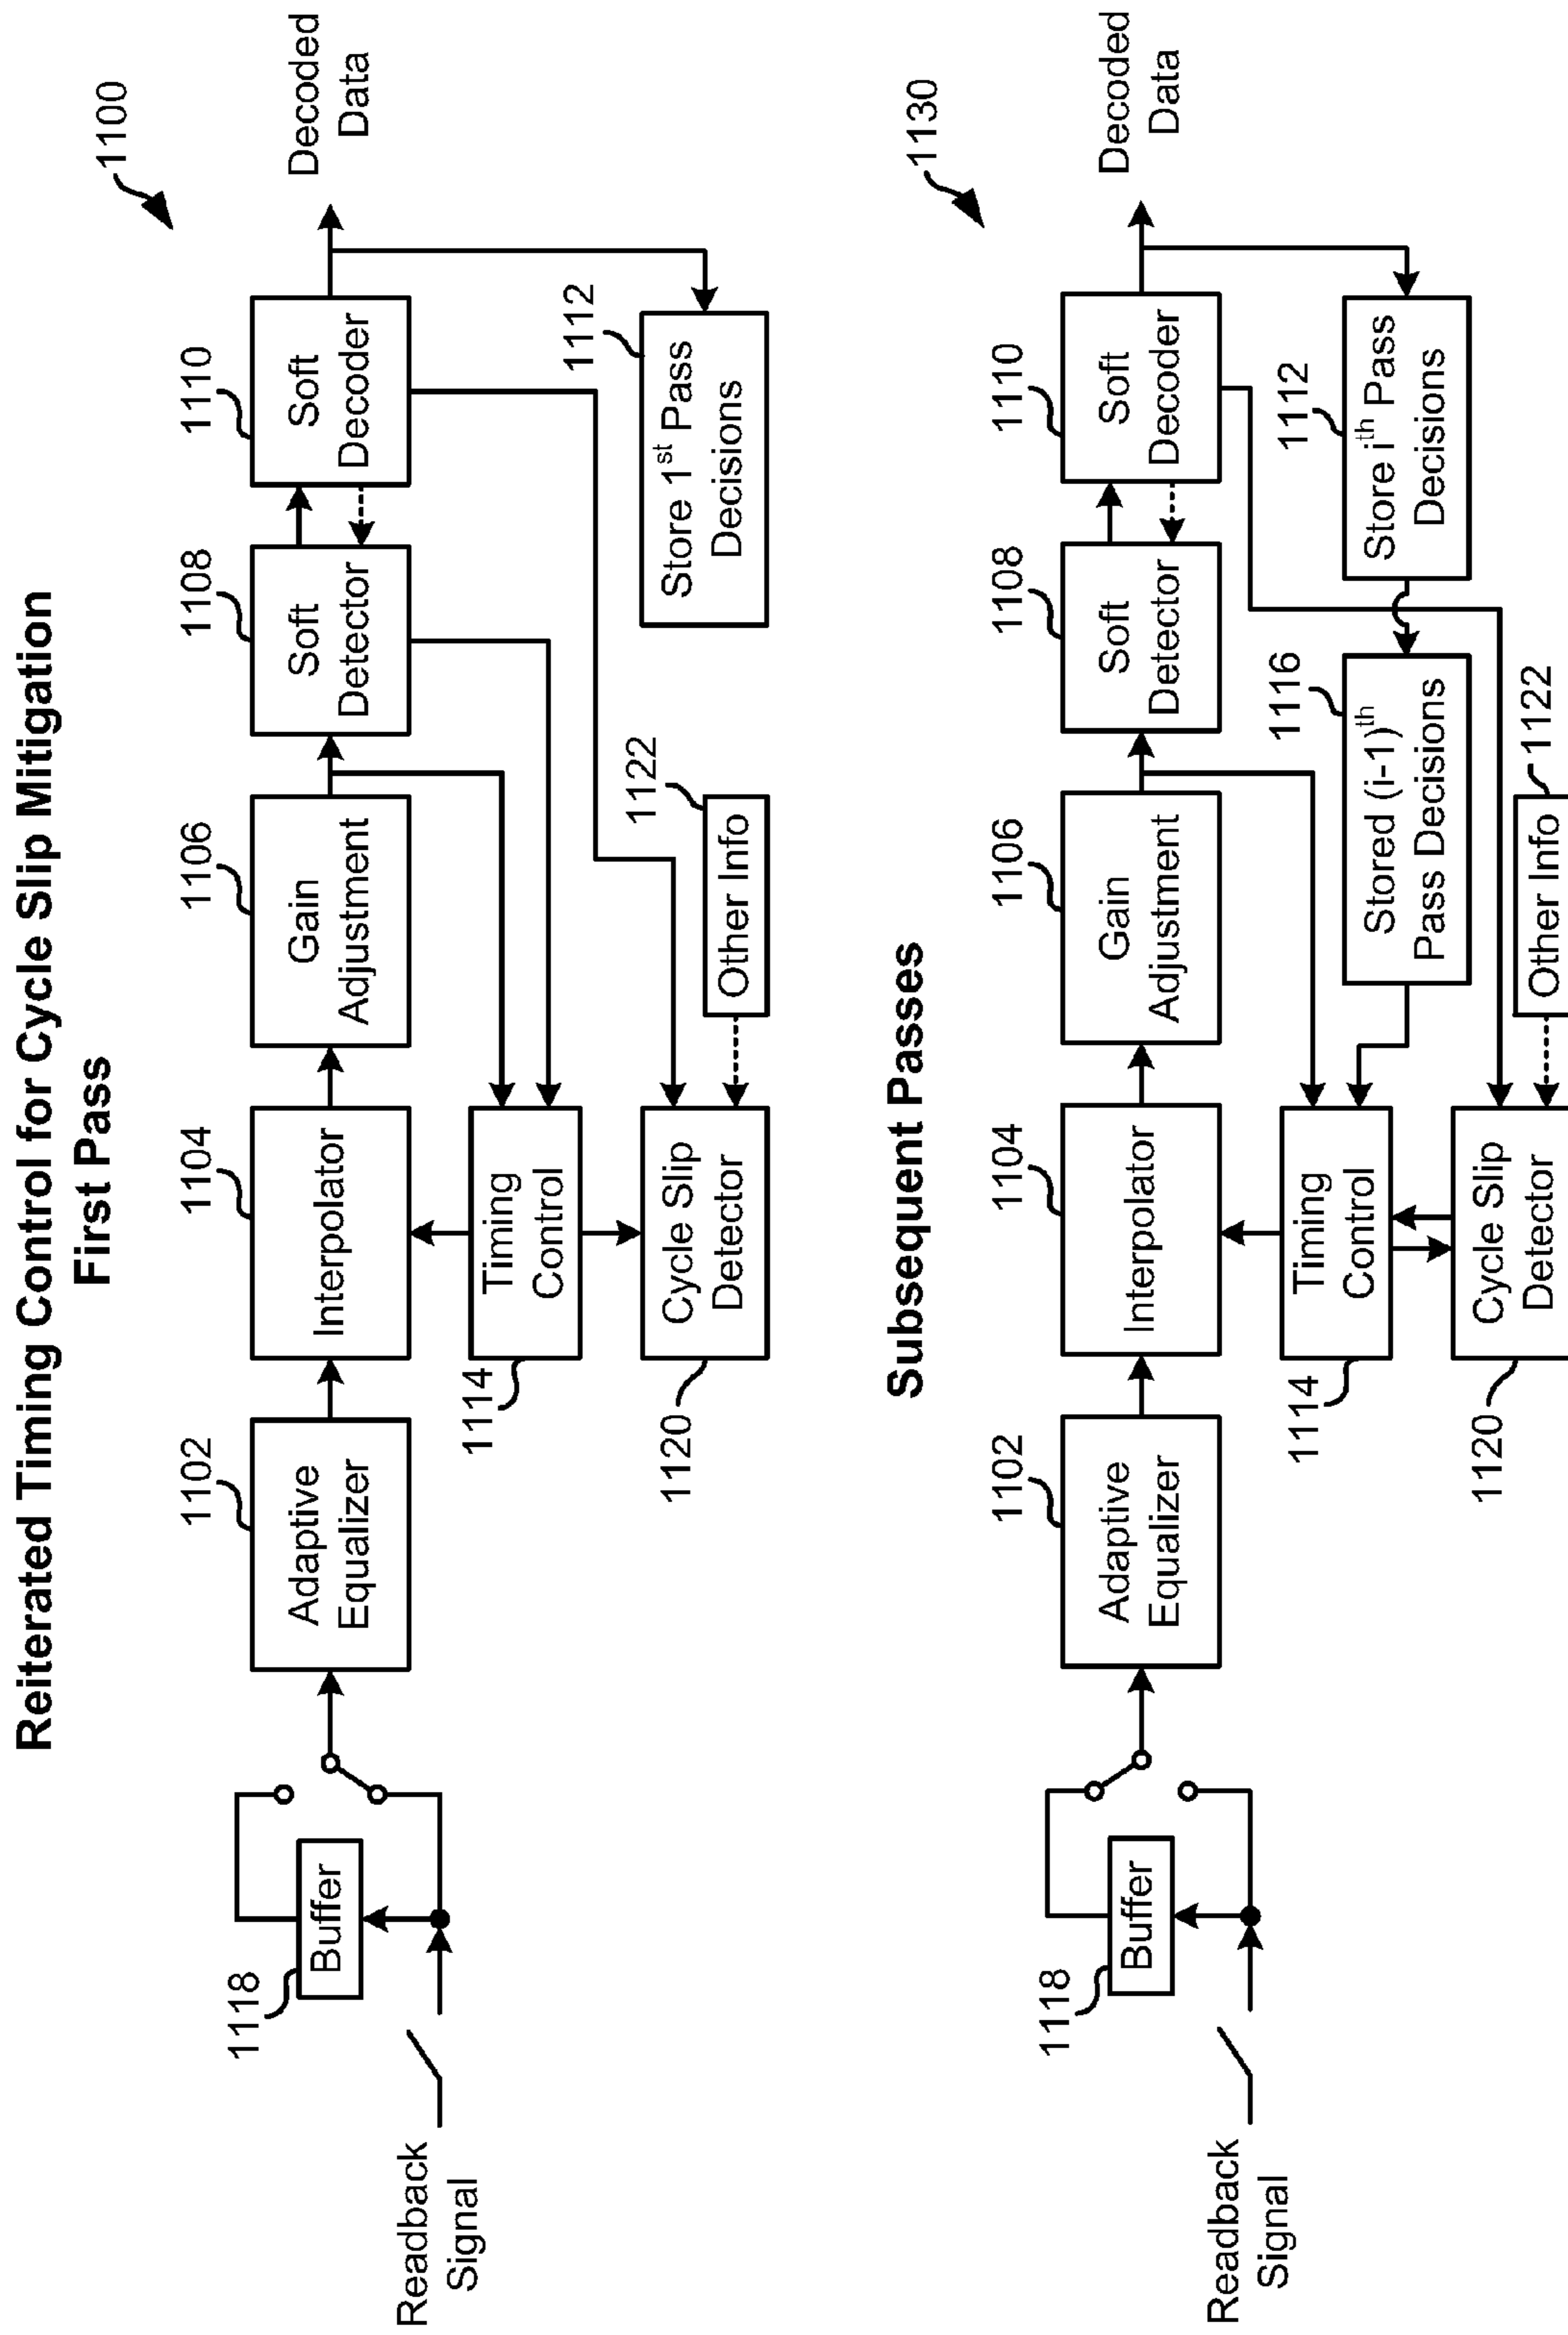 Reiterated Timing Control for Cycle Slip Mitigation
First Pass
1100
Readback
Signal
1118
Buffer
1102
Adaptive
Equalizer
1104
Interpolator
1106
Gain
Adjustment
1108
Soft
Detector
1110
Soft
Decoder
Decoded
Data
1114
Timing
Control
1120
Cycle Slip
Detector
1122
Other Info
1112
Store 1st Pass
Decisions
Subsequent Passes
1130
Readback
Signal
1118
Buffer
1102
Adaptive
Equalizer
1104
Interpolator
1106
Gain
Adjustment
1108
Soft
Detector
1110
Soft
Decoder
Decoded
Data
1114
Timing
Control
1116
Stored (i-1)th
Pass Decisions
1112
Store ith Pass
Decisions
1120
Cycle Slip
Detector
Other Info
1122